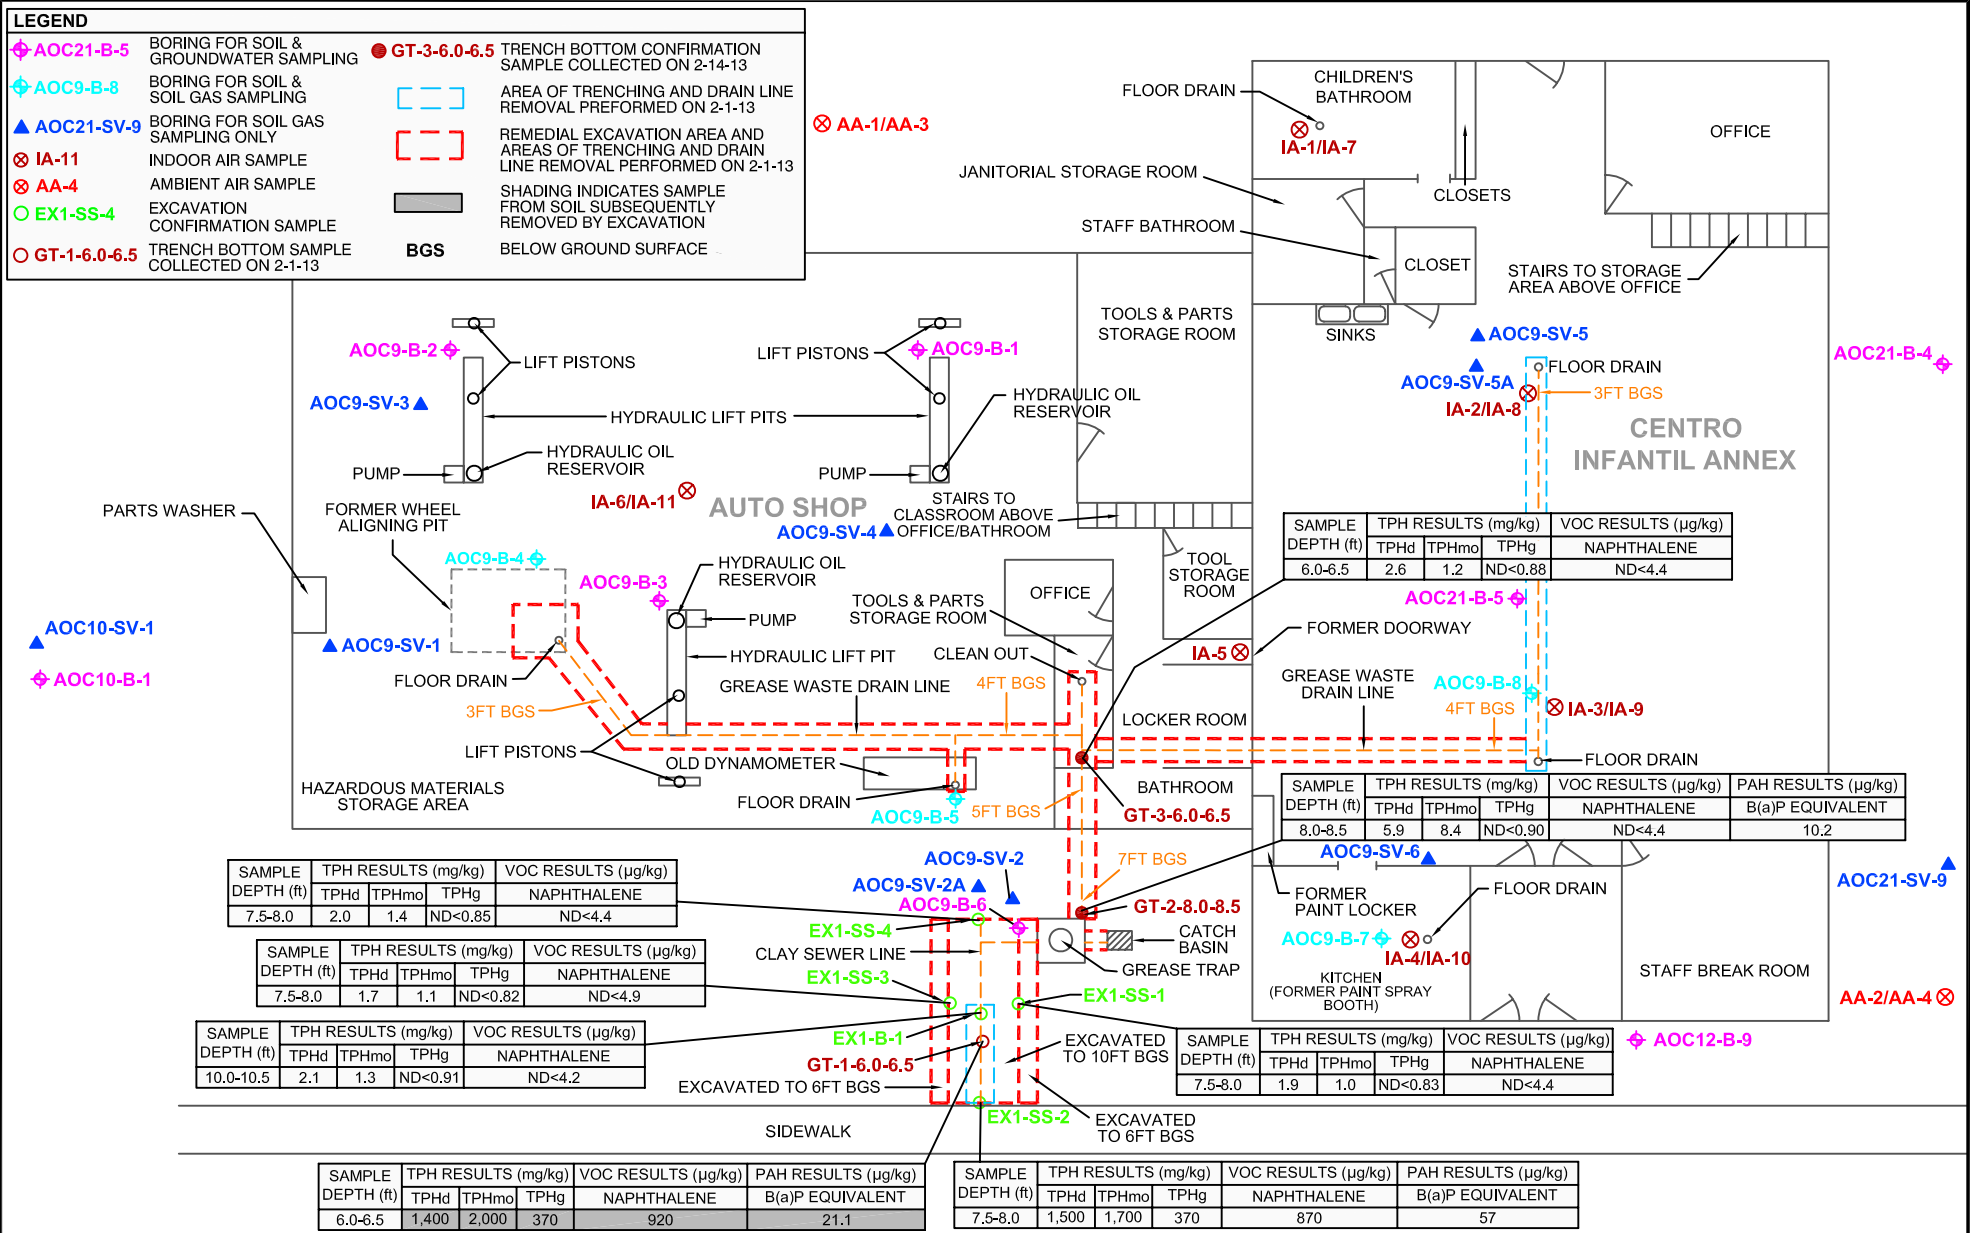 LEGEND
AOC21-B-5
BORING FOR SOIL &
GROUNDWATER SAMPLING
AOC9-B-8
BORING FOR SOIL &
SOIL GAS SAMPLING
AOC21-SV-9
BORING FOR SOIL GAS
SAMPLING ONLY
IA-11
INDOOR AIR SAMPLE
AA-4
AMBIENT AIR SAMPLE
EX1-SS-4
EXCAVATION
CONFIRMATION SAMPLE
GT-1-6.0-6.5
TRENCH BOTTOM SAMPLE
COLLECTED ON 2-1-13
GT-3-6.0-6.5
TRENCH BOTTOM CONFIRMATION
SAMPLE COLLECTED ON 2-14-13
AREA OF TRENCHING AND DRAIN LINE
REMOVAL PREFORMED ON 2-1-13
REMEDIAL EXCAVATION AREA AND
AREAS OF TRENCHING AND DRAIN
LINE REMOVAL PERFORMED ON 2-1-13
SHADING INDICATES SAMPLE
FROM SOIL SUBSEQUENTLY
REMOVED BY EXCAVATION
BGS
BELOW GROUND SURFACE
AA-1/AA-3
FLOOR DRAIN
CHILDREN'S
BATHROOM
IA-1/IA-7
OFFICE
JANITORIAL STORAGE ROOM
CLOSETS
STAFF BATHROOM
CLOSET
STAIRS TO STORAGE
AREA ABOVE OFFICE
TOOLS & PARTS
STORAGE ROOM
SINKS
AOC9-SV-5
AOC9-SV-5A
FLOOR DRAIN
IA-2/IA-8
3FT BGS
AOC21-B-4
CENTRO
INFANTIL ANNEX
AOC9-B-2
LIFT PISTONS
AOC9-SV-3
LIFT PISTONS
AOC9-B-1
HYDRAULIC LIFT PITS
HYDRAULIC OIL
RESERVOIR
PUMP
HYDRAULIC OIL
RESERVOIR
PUMP
IA-6/IA-11
AUTO SHOP
AOC9-SV-4
STAIRS TO
CLASSROOM ABOVE
OFFICE/BATHROOM
PARTS WASHER
FORMER WHEEL
ALIGNING PIT
AOC9-B-4
AOC9-B-3
HYDRAULIC OIL
RESERVOIR
PUMP
HYDRAULIC LIFT PIT
TOOL
STORAGE
ROOM
OFFICE
TOOLS & PARTS
STORAGE ROOM
CLEAN OUT
SAMPLE
DEPTH (ft)
TPH RESULTS (mg/kg)
VOC RESULTS (µg/kg)
TPHd
TPHmo
TPHg
NAPHTHALENE
6.0-6.5
2.6
1.2
ND<0.88
ND<4.4
AOC21-B-5
FORMER DOORWAY
IA-5
AOC10-SV-1
AOC10-B-1
AOC9-SV-1
FLOOR DRAIN
3FT BGS
GREASE WASTE DRAIN LINE
4FT BGS
GREASE WASTE
DRAIN LINE
AOC9-B-8
4FT BGS
IA-3/IA-9
LOCKER ROOM
LIFT PISTONS
OLD DYNAMOMETER
FLOOR DRAIN
HAZARDOUS MATERIALS
STORAGE AREA
FLOOR DRAIN
AOC9-B-5
5FT BGS
BATHROOM
GT-3-6.0-6.5
SAMPLE
DEPTH (ft)
TPH RESULTS (mg/kg)
VOC RESULTS (µg/kg)
PAH RESULTS (µg/kg)
TPHd
TPHmo
TPHg
NAPHTHALENE
B(a)P EQUIVALENT
8.0-8.5
5.9
8.4
ND<0.90
ND<4.4
10.2
AOC9-SV-2
AOC9-SV-2A
AOC9-B-6
7FT BGS
AOC9-SV-6
AOC21-SV-9
SAMPLE
DEPTH (ft)
TPH RESULTS (mg/kg)
VOC RESULTS (µg/kg)
TPHd
TPHmo
TPHg
NAPHTHALENE
7.5-8.0
2.0
1.4
ND<0.85
ND<4.4
FORMER
PAINT LOCKER
FLOOR DRAIN
GT-2-8.0-8.5
EX1-SS-4
CLAY SEWER LINE
CATCH
BASIN
GREASE TRAP
AOC9-B-7
IA-4/IA-10
KITCHEN
(FORMER PAINT SPRAY
BOOTH)
STAFF BREAK ROOM
SAMPLE
DEPTH (ft)
TPH RESULTS (mg/kg)
VOC RESULTS (µg/kg)
TPHd
TPHmo
TPHg
NAPHTHALENE
7.5-8.0
1.7
1.1
ND<0.82
ND<4.9
EX1-SS-3
EX1-SS-1
AA-2/AA-4
SAMPLE
DEPTH (ft)
TPH RESULTS (mg/kg)
VOC RESULTS (µg/kg)
TPHd
TPHmo
TPHg
NAPHTHALENE
10.0-10.5
2.1
1.3
ND<0.91
ND<4.2
EX1-B-1
GT-1-6.0-6.5
EXCAVATED TO 6FT BGS
EXCAVATED
TO 10FT BGS
SAMPLE
DEPTH (ft)
TPH RESULTS (mg/kg)
VOC RESULTS (µg/kg)
TPHd
TPHmo
TPHg
NAPHTHALENE
7.5-8.0
1.9
1.0
ND<0.83
ND<4.4
AOC12-B-9
EX1-SS-2
EXCAVATED
TO 6FT BGS
SIDEWALK
SAMPLE
DEPTH (ft)
TPH RESULTS (mg/kg)
VOC RESULTS (µg/kg)
PAH RESULTS (µg/kg)
TPHd
TPHmo
TPHg
NAPHTHALENE
B(a)P EQUIVALENT
6.0-6.5
1,400
2,000
370
920
21.1
SAMPLE
DEPTH (ft)
TPH RESULTS (mg/kg)
VOC RESULTS (µg/kg)
PAH RESULTS (µg/kg)
TPHd
TPHmo
TPHg
NAPHTHALENE
B(a)P EQUIVALENT
7.5-8.0
1,500
1,700
370
870
57